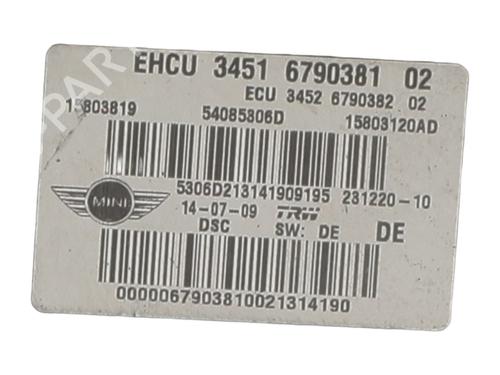 EHCU 3451 6790381 02
ECU 3452 6790382 02
15803819 54085806D 15803120AD
5306D213141909195 231220-10
MINI 14-07-09 TRW
DSC SW: DE DE
0000067903810021314190